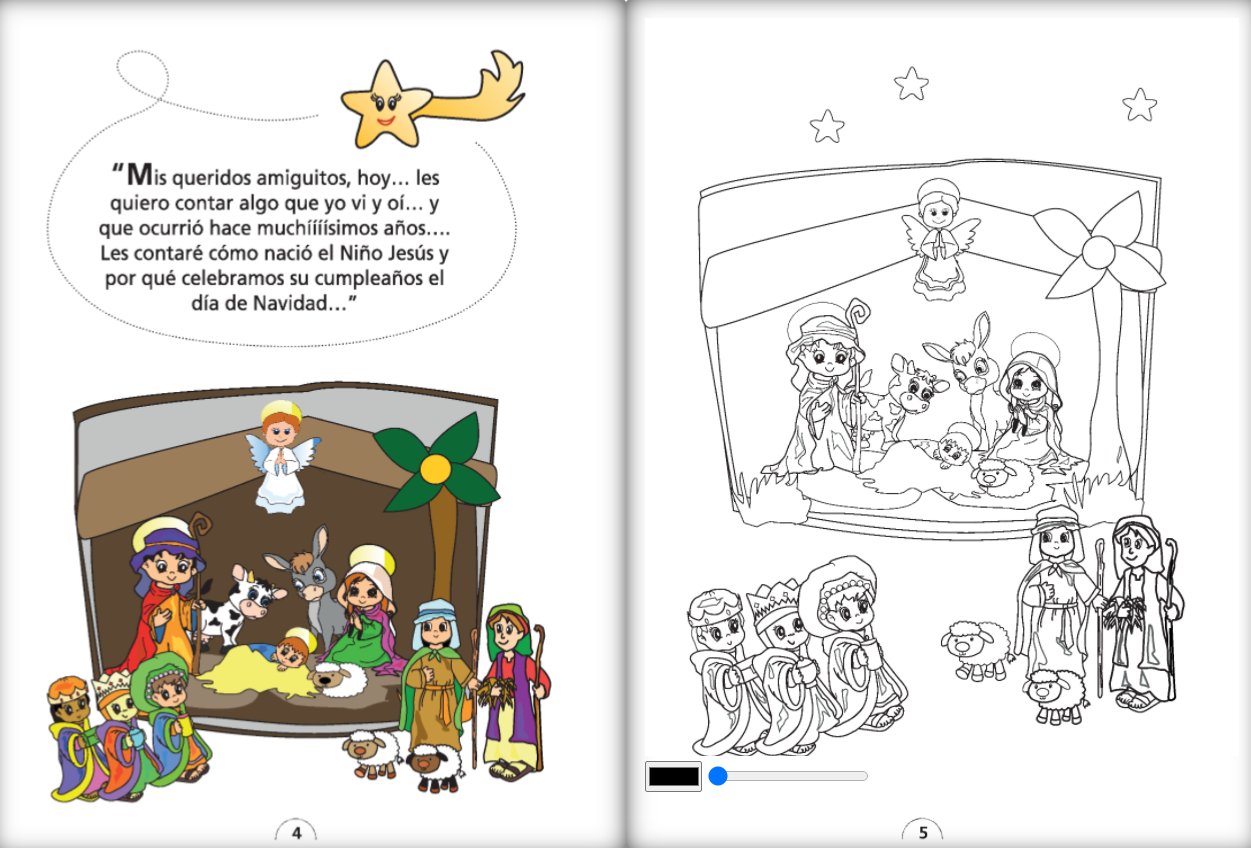 “Mis queridos amiguitos, hoy... les
quiero contar algo que yo vi y oí... y
que ocurrió hace muchíííísimos años....
Les contaré cómo nació el Niño Jesús y
por qué celebramos su cumpleaños el
día de Navidad...”
4
5